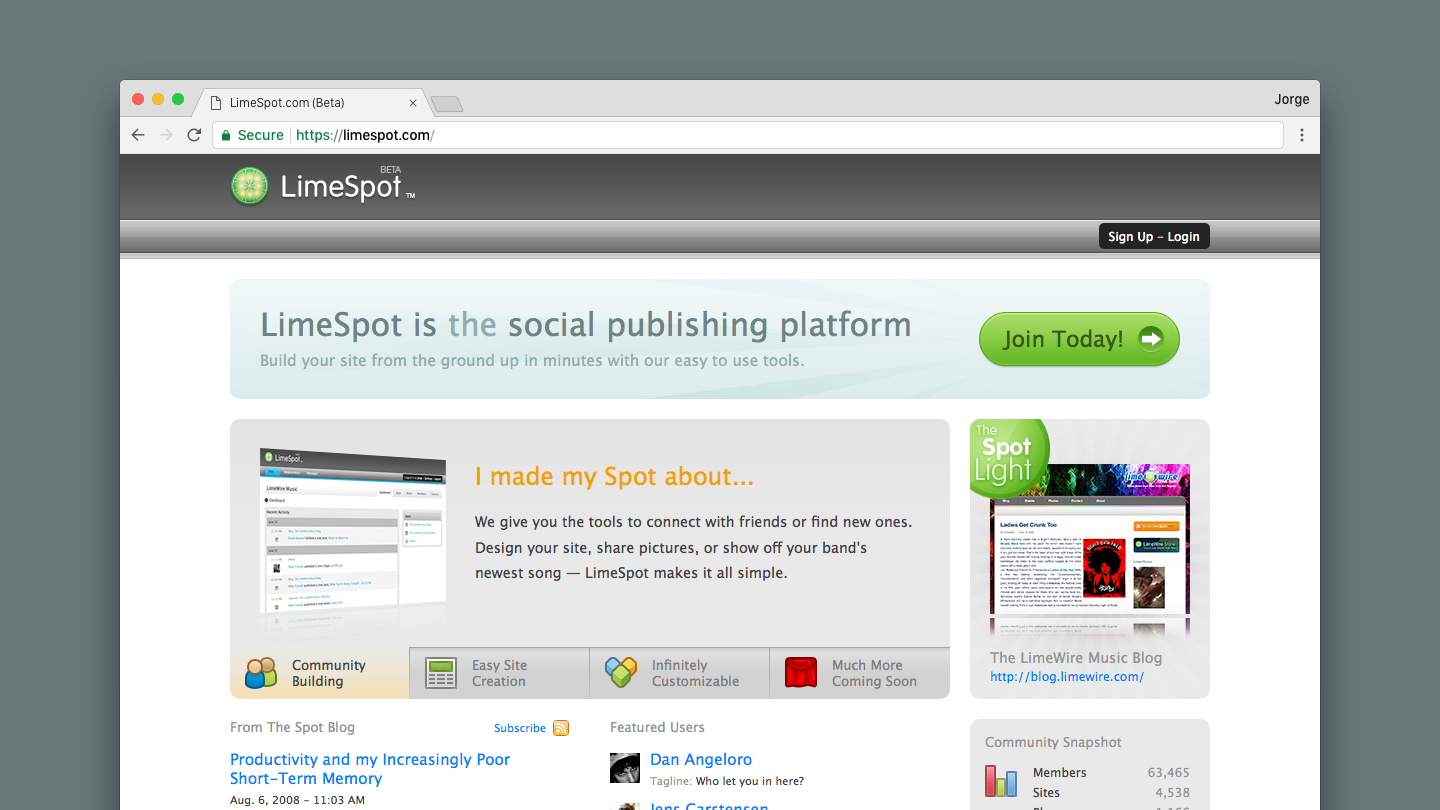 LimeSpot.com (Beta)
Jorge
Secure
https://limespot.com/
BETA
LimeSpot™
Sign Up – Login
LimeSpot is the social publishing platform
Build your site from the ground up in minutes with our easy to use tools.
Join Today!
I made my Spot about...
We give you the tools to connect with friends or find new ones.
Design your site, share pictures, or show off your band's
newest song — LimeSpot makes it all simple.
LimeSpot
LimeWire Music
Dashboard
Recent Activity
Community
Building
Easy Site
Creation
Infinitely
Customizable
Much More
Coming Soon
The
Spot
Light
limewire
Ladies Get Crunk Too
The LimeWire Music Blog
http://blog.limewire.com/
From The Spot Blog
Subscribe
Productivity and my Increasingly Poor
Short-Term Memory
Aug. 6, 2008 – 11:03 AM
Featured Users
Dan Angeloro
Tagline: Who let you in here?
Jens Carstensen
Community Snapshot
Members 63,465
Sites 4,538